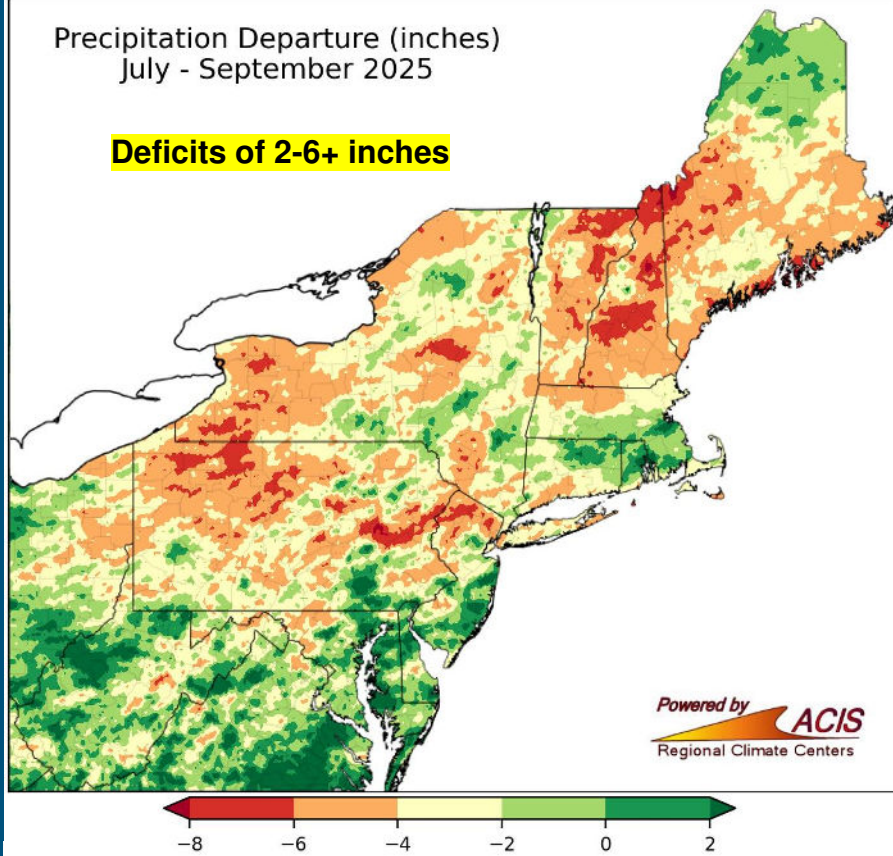 Precipitation Departure (inches)
July - September 2025
Deficits of 2-6+ inches
Powered by
ACIS
Regional Climate Centers
−8 −6 −4 −2 0 2